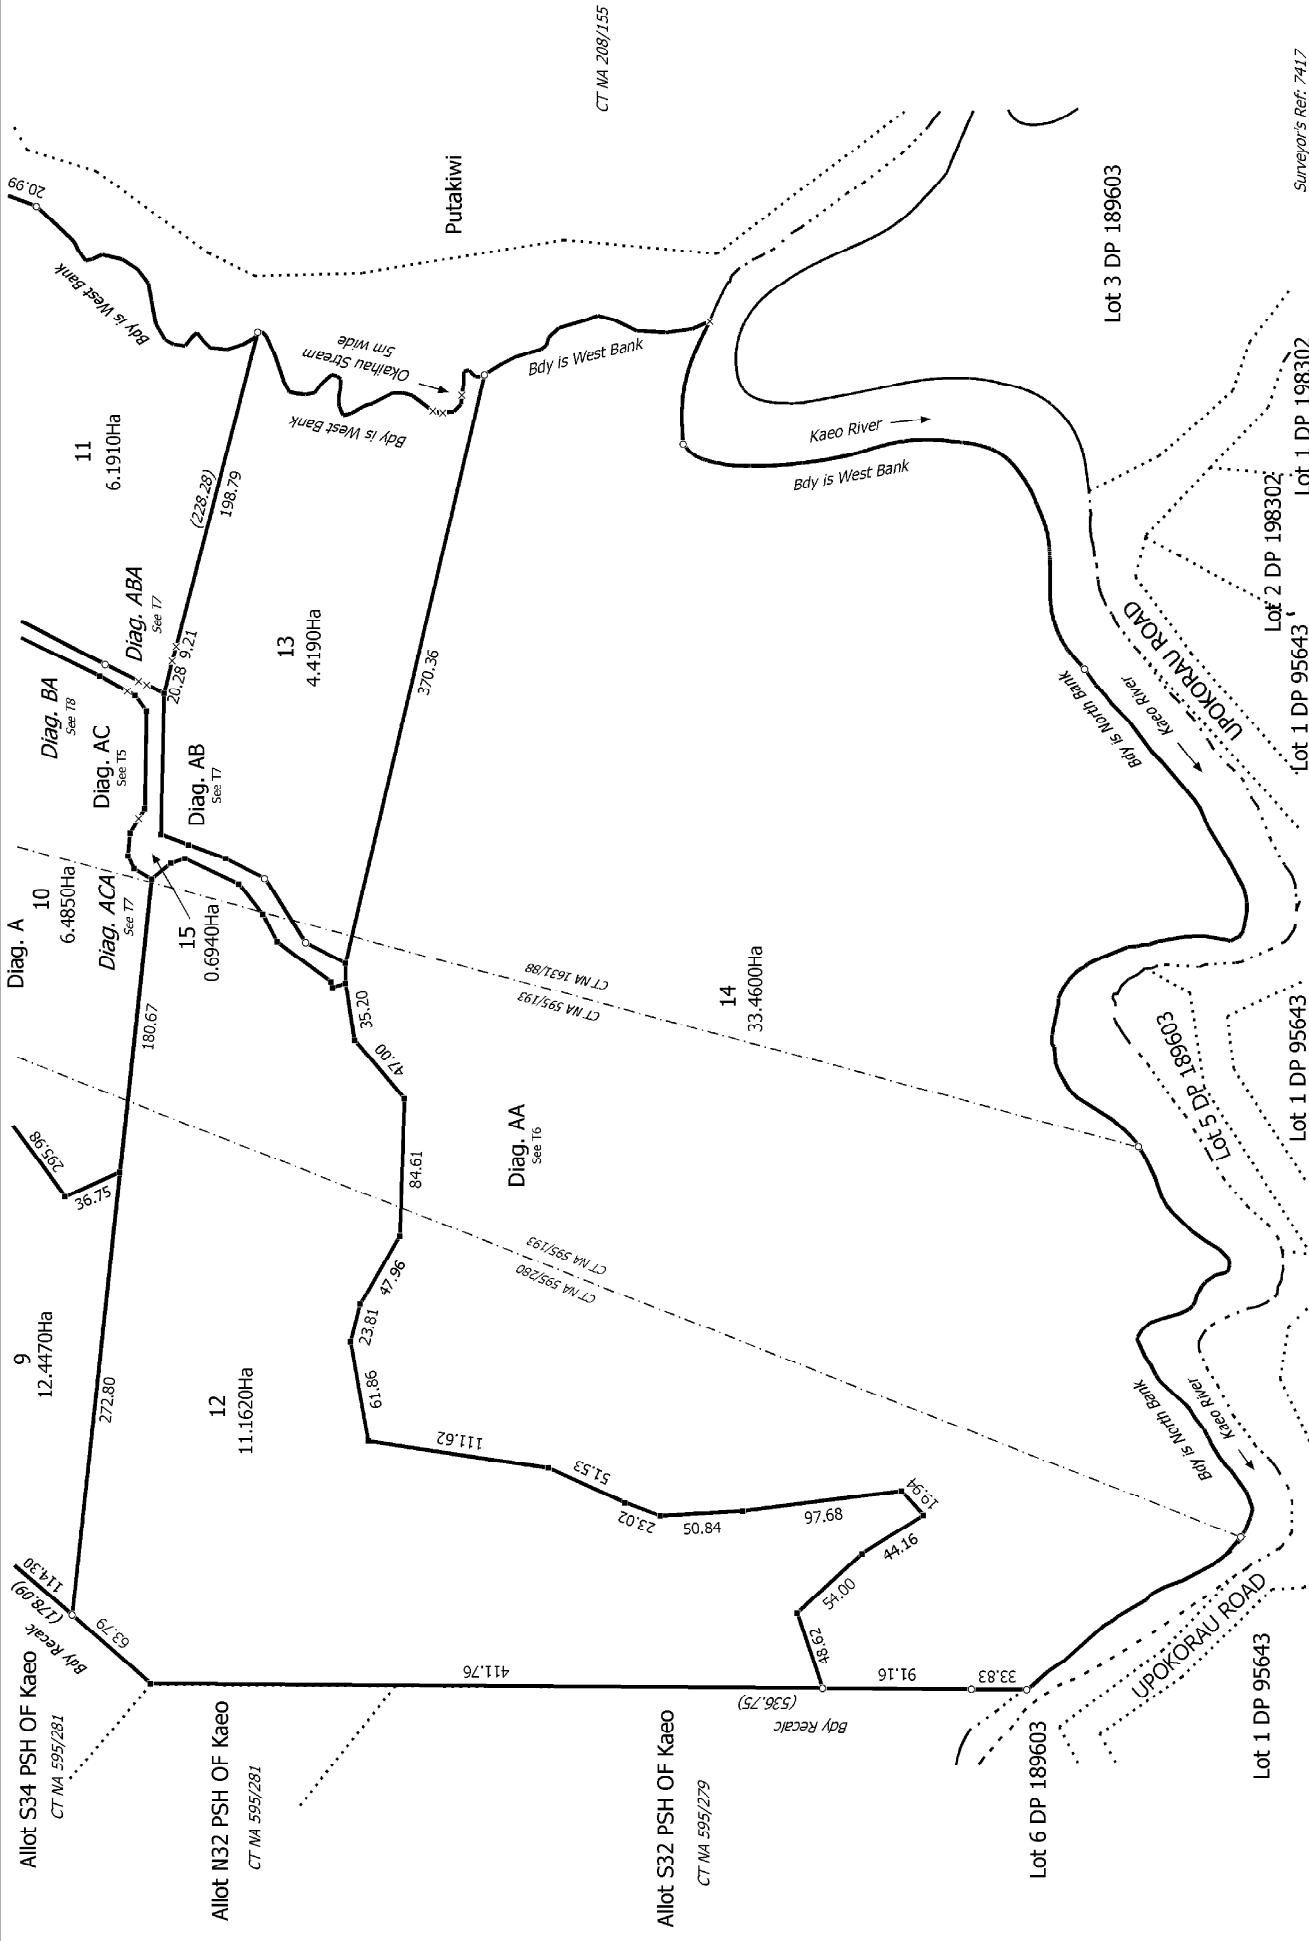 Diag. A
9
12.4470Ha
10
6.4850Ha
11
6.1910Ha
12
11.1620Ha
13
4.4190Ha
14
33.4600Ha
15
0.6940Ha
Diag. BA
See T8
Diag. AC
See T5
Diag. ABA
See T7
Diag. AB
See T7
Diag. ACA
See T7
Diag. AA
See T6
Allot S34 PSH OF Kaeo
CT NA 595/281
Allot N32 PSH OF Kaeo
CT NA 595/281
Allot S32 PSH OF Kaeo
CT NA 595/279
Lot 6 DP 189603
Lot 1 DP 95643
UPOKORAU ROAD
Bdy Recalc
(178.09)
114.30
63.79
272.80
295.98
36.75
180.67
411.76
(536.75)
Bdy Recalc
91.16
33.83
48.62
54.00
44.16
19.94
97.68
50.84
23.02
51.53
111.62
61.86
23.81
47.96
84.61
47.00
35.20
370.36
20.28
9.21
198.79
(228.28)
20.99
Bdy is West Bank
Okaihau Stream
5m wide
Bdy is West Bank
Bdy is West Bank
Putakiwi
CT NA 208/155
CT NA 1631/88
CT NA 595/193
CT NA 595/193
CT NA 595/280
Kaeo River
Bdy is West Bank
Bdy is North Bank
Kaeo River
UPOKORAU ROAD
Bdy is North Bank
Kaeo River
Lot 3 DP 189603
Lot 1 DP 198302
Lot 2 DP 198302
Lot 1 DP 95643
Lot 5 DP 189603
Lot 1 DP 95643
Surveyor's Ref: 7417